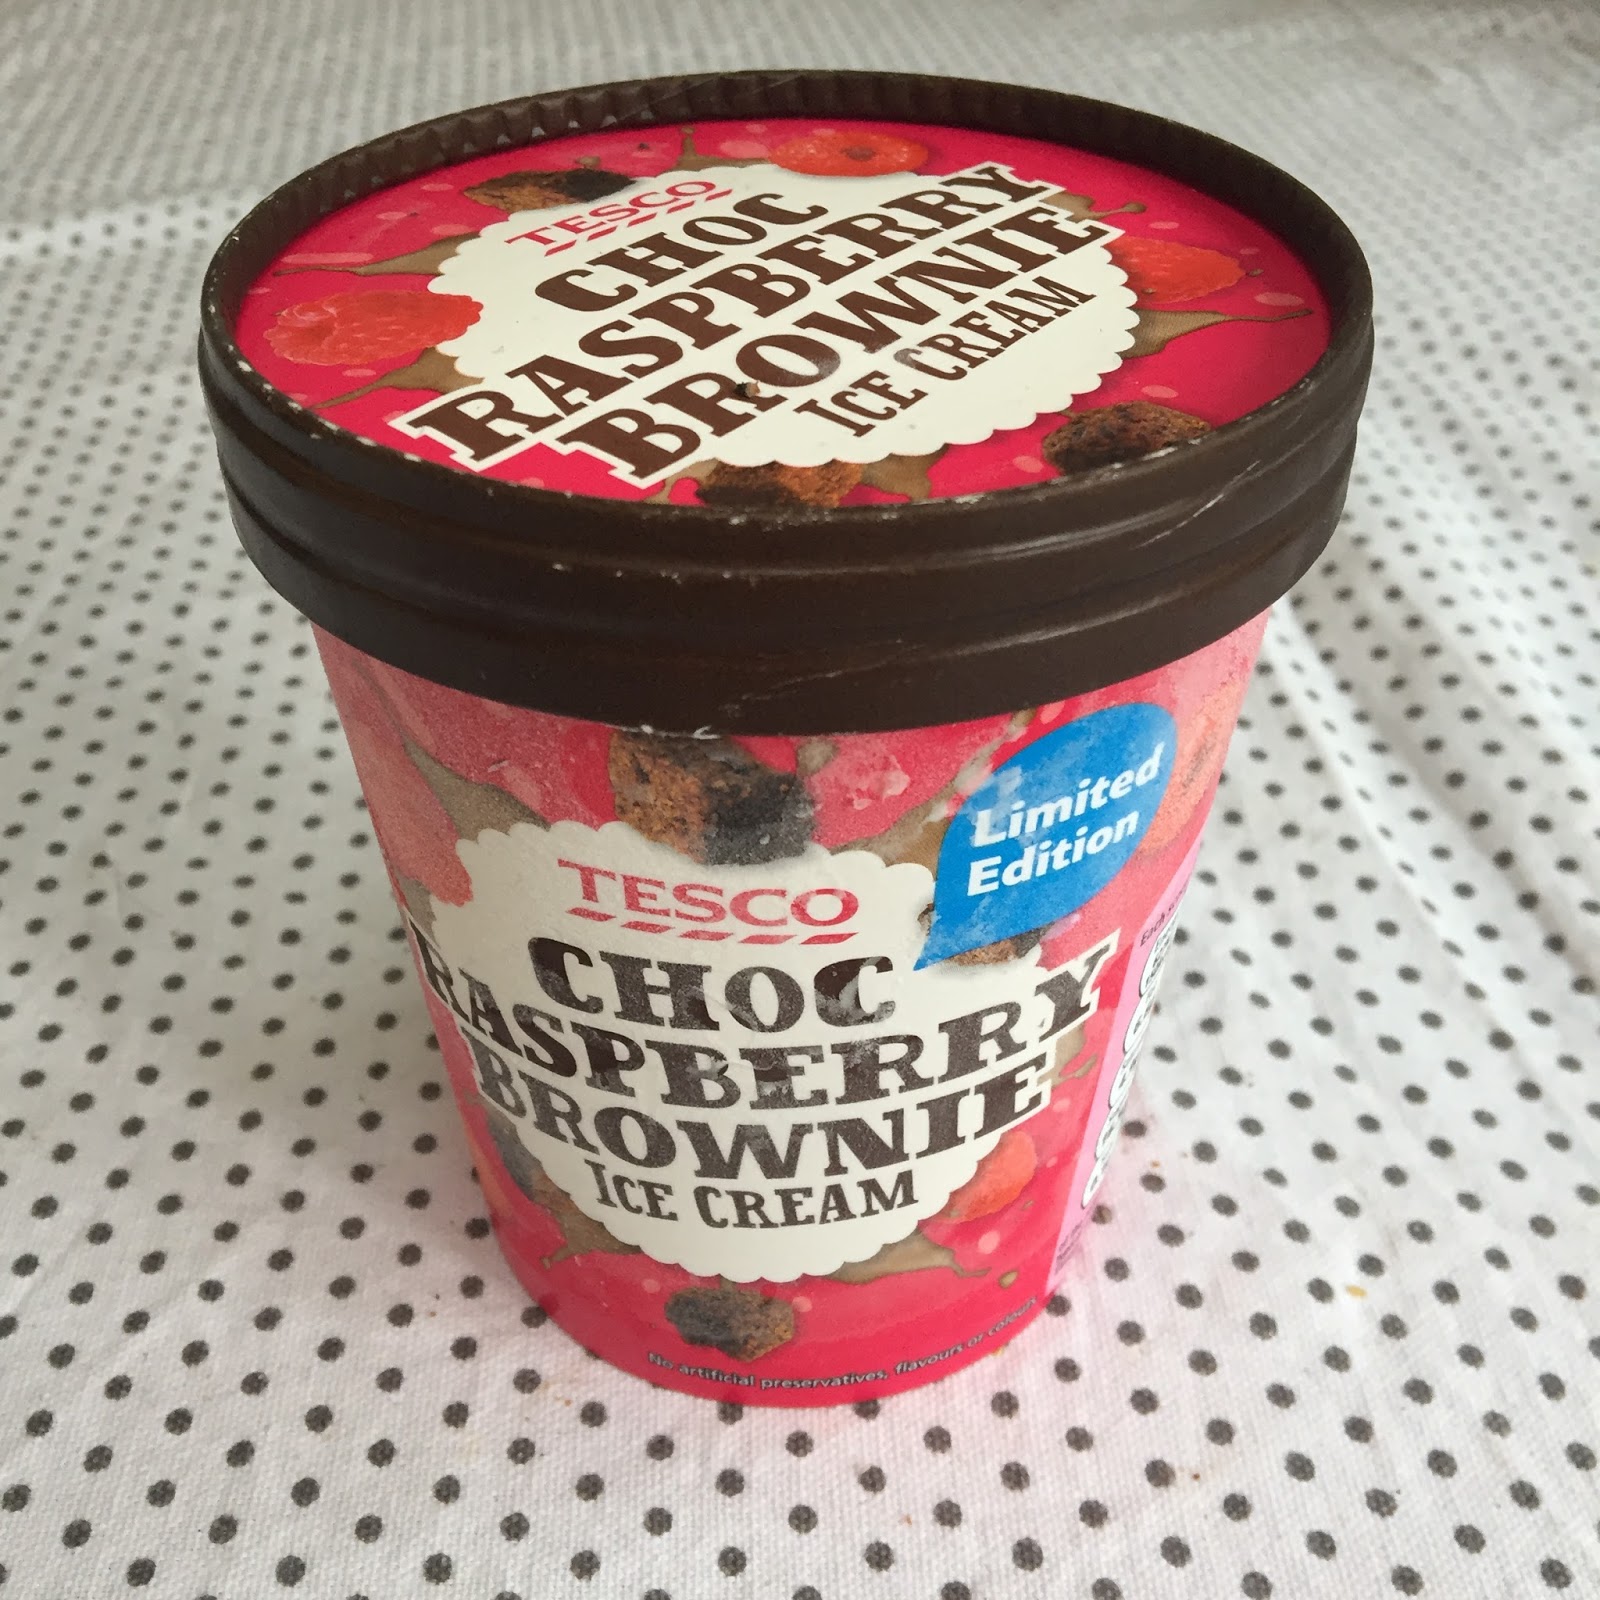 TESCO
CHOC
RASPBERRY
BROWNIE
ICE CREAM
Limited
Edition
TESCO
CHOC
RASPBERRY
BROWNIE
ICE CREAM
No artificial preservatives, flavours or colours